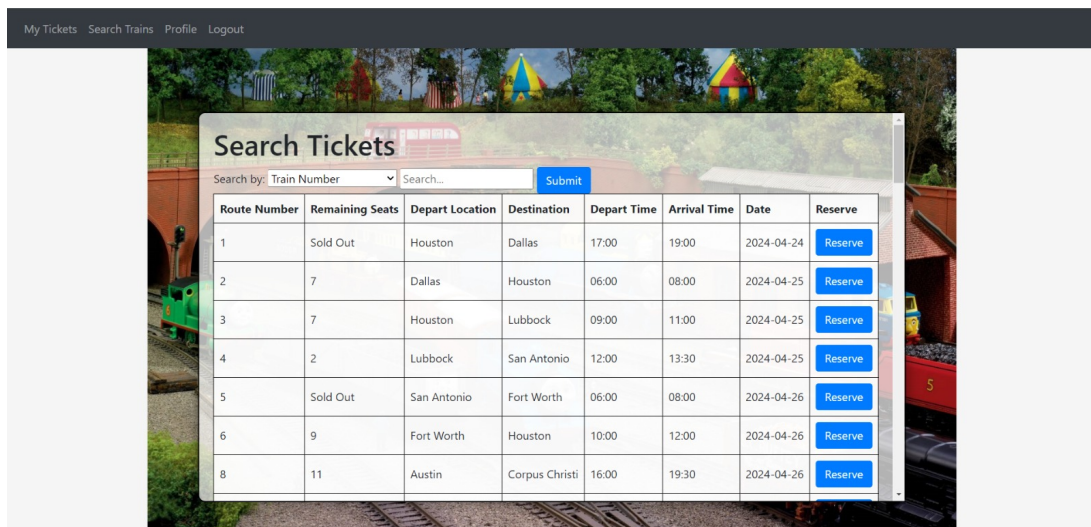 My Tickets Search Trains Profile Logout
Search Tickets
Search by: Train Number Search... Submit
Route Number Remaining Seats Depart Location Destination Depart Time Arrival Time Date Reserve
1 Sold Out Houston Dallas 17:00 19:00 2024-04-24 Reserve
2 7 Dallas Houston 06:00 08:00 2024-04-25 Reserve
3 7 Houston Lubbock 09:00 11:00 2024-04-25 Reserve
4 2 Lubbock San Antonio 12:00 13:30 2024-04-25 Reserve
5 Sold Out San Antonio Fort Worth 06:00 08:00 2024-04-26 Reserve
6 9 Fort Worth Houston 10:00 12:00 2024-04-26 Reserve
8 11 Austin Corpus Christi 16:00 19:30 2024-04-26 Reserve
5